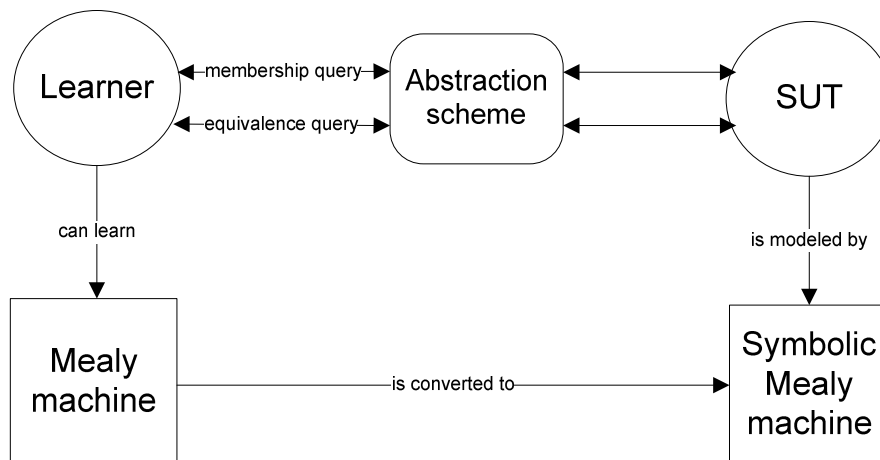 Learner
membership query
equivalence query
Abstraction
scheme
SUT
can learn
is modeled by
Mealy
machine
is converted to
Symbolic
Mealy
machine